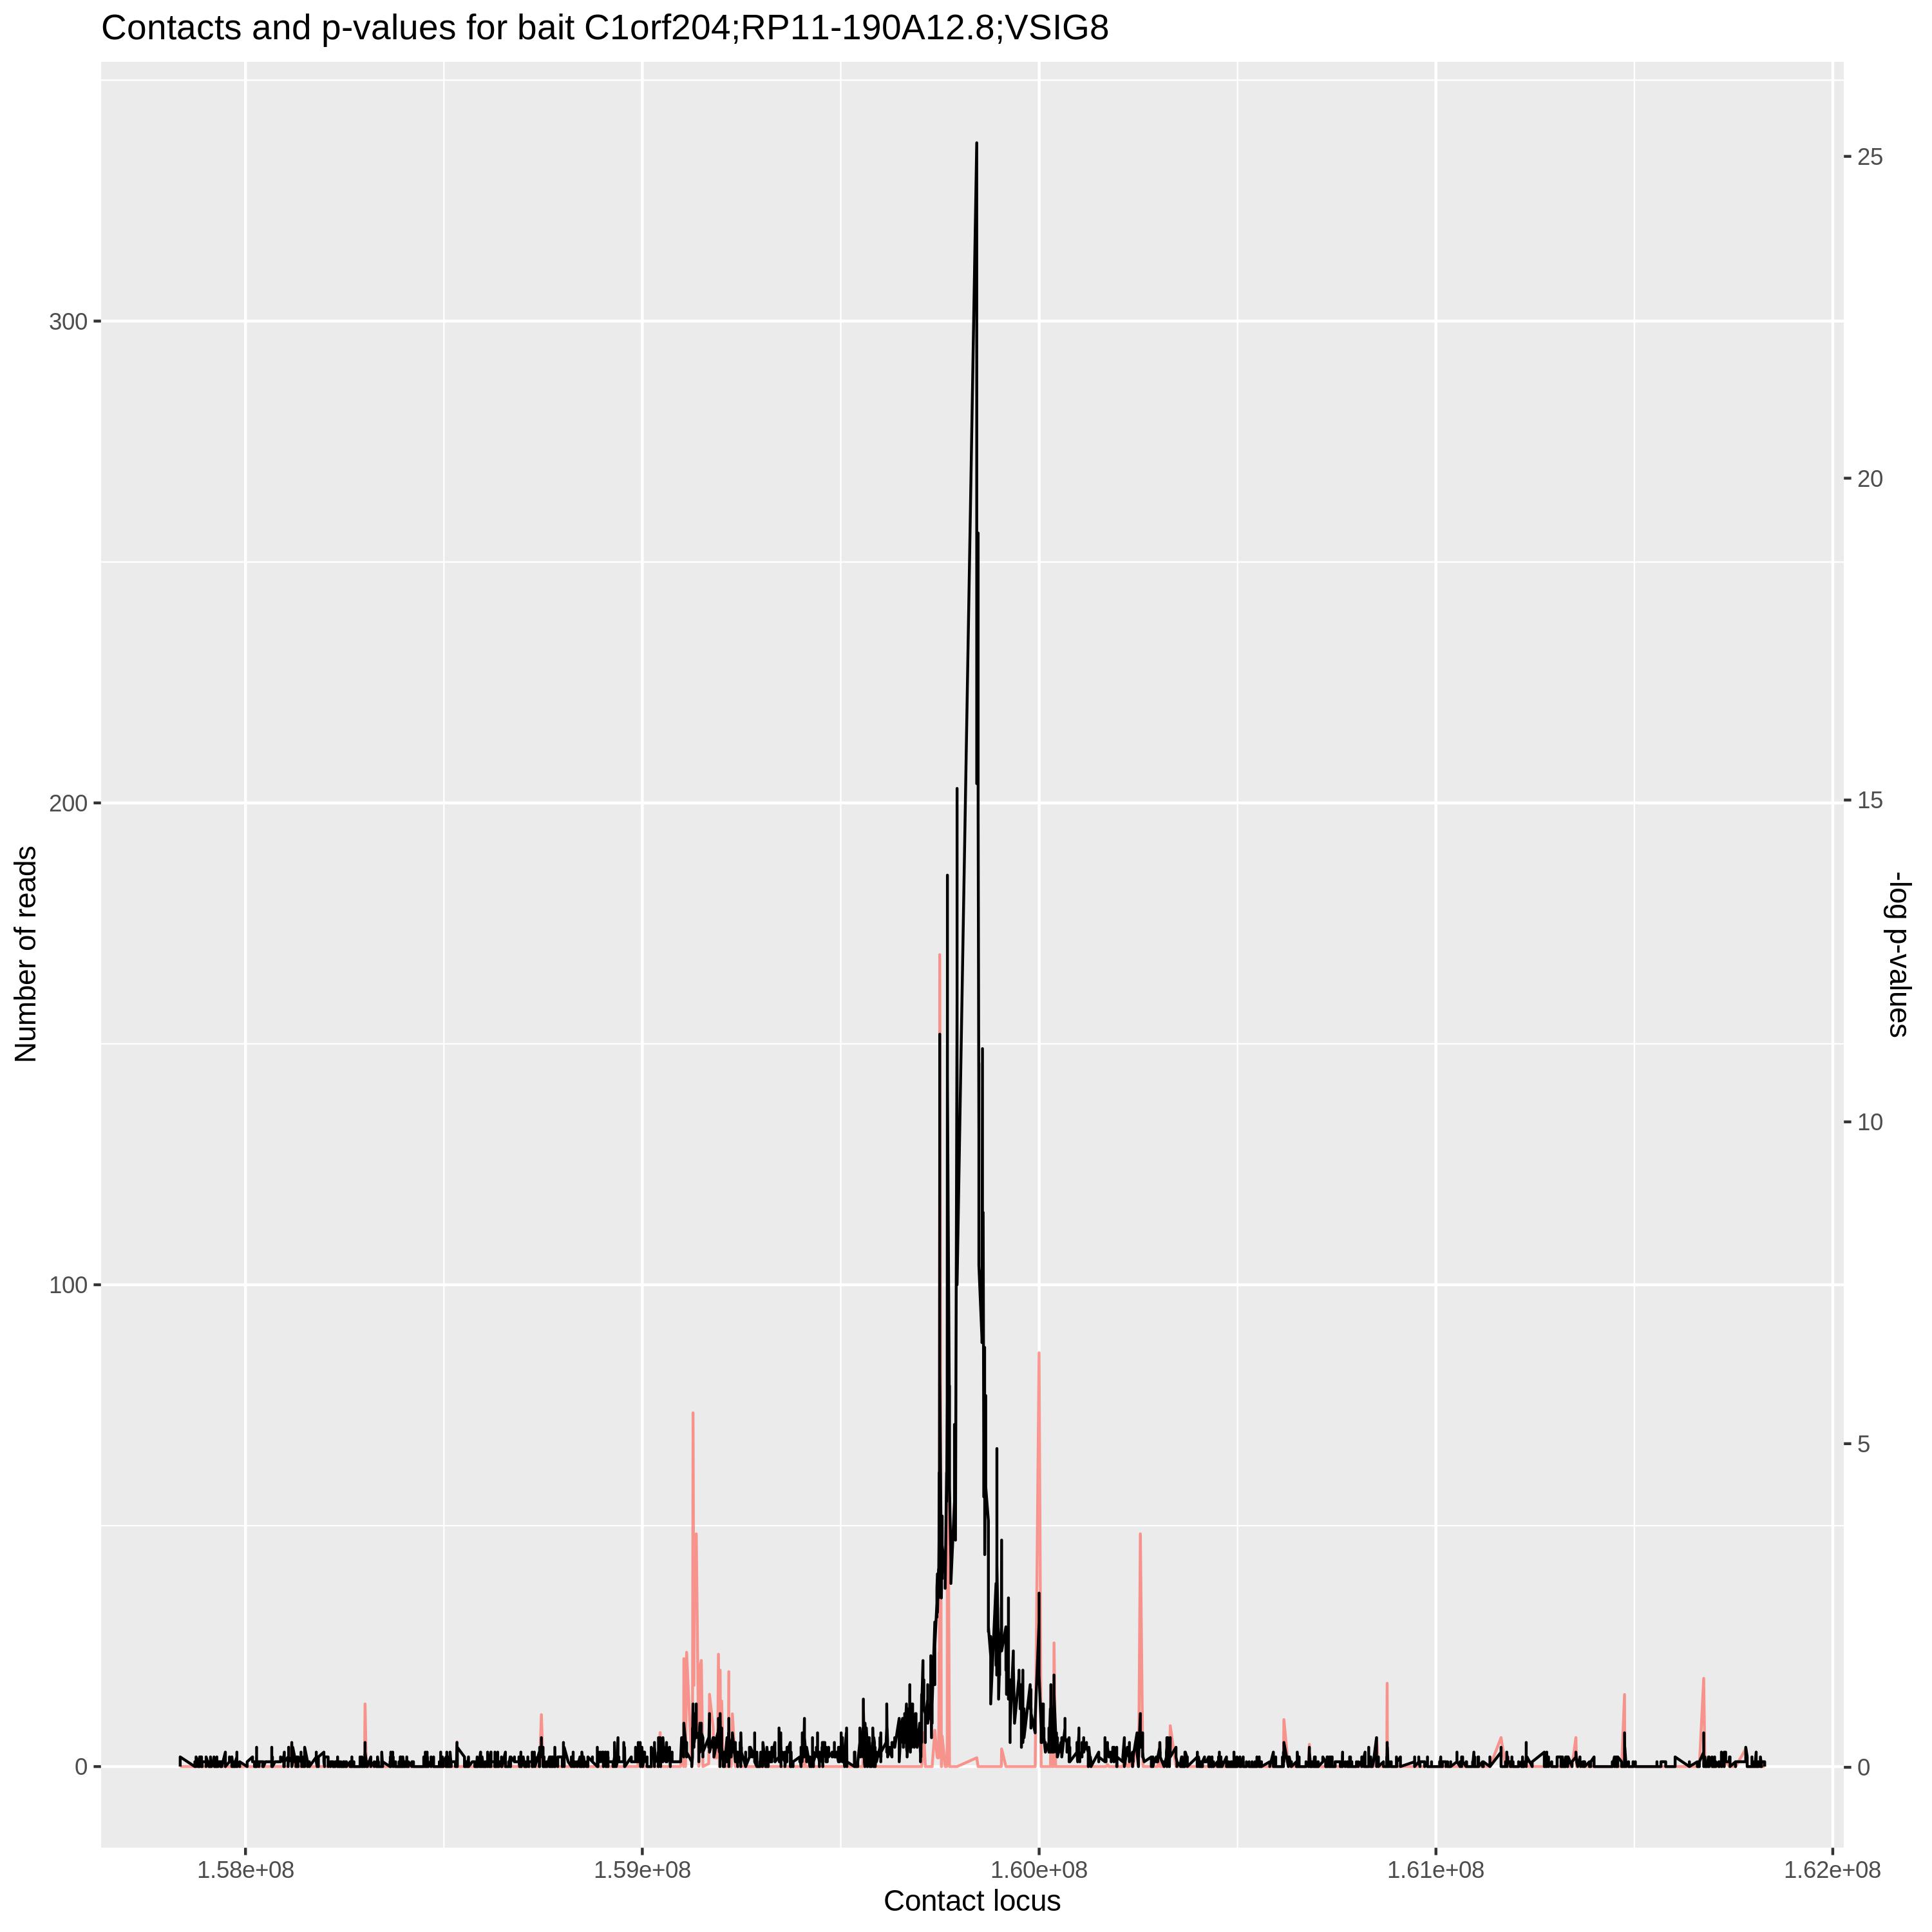 Contacts and p-values for bait C1orf204;RP11-190A12.8;VSIG8
Number of reads
300
200
100
0
25
20
15
10
5
0
-log p-values
1.58e+08
1.59e+08
1.60e+08
1.61e+08
1.62e+08
Contact locus